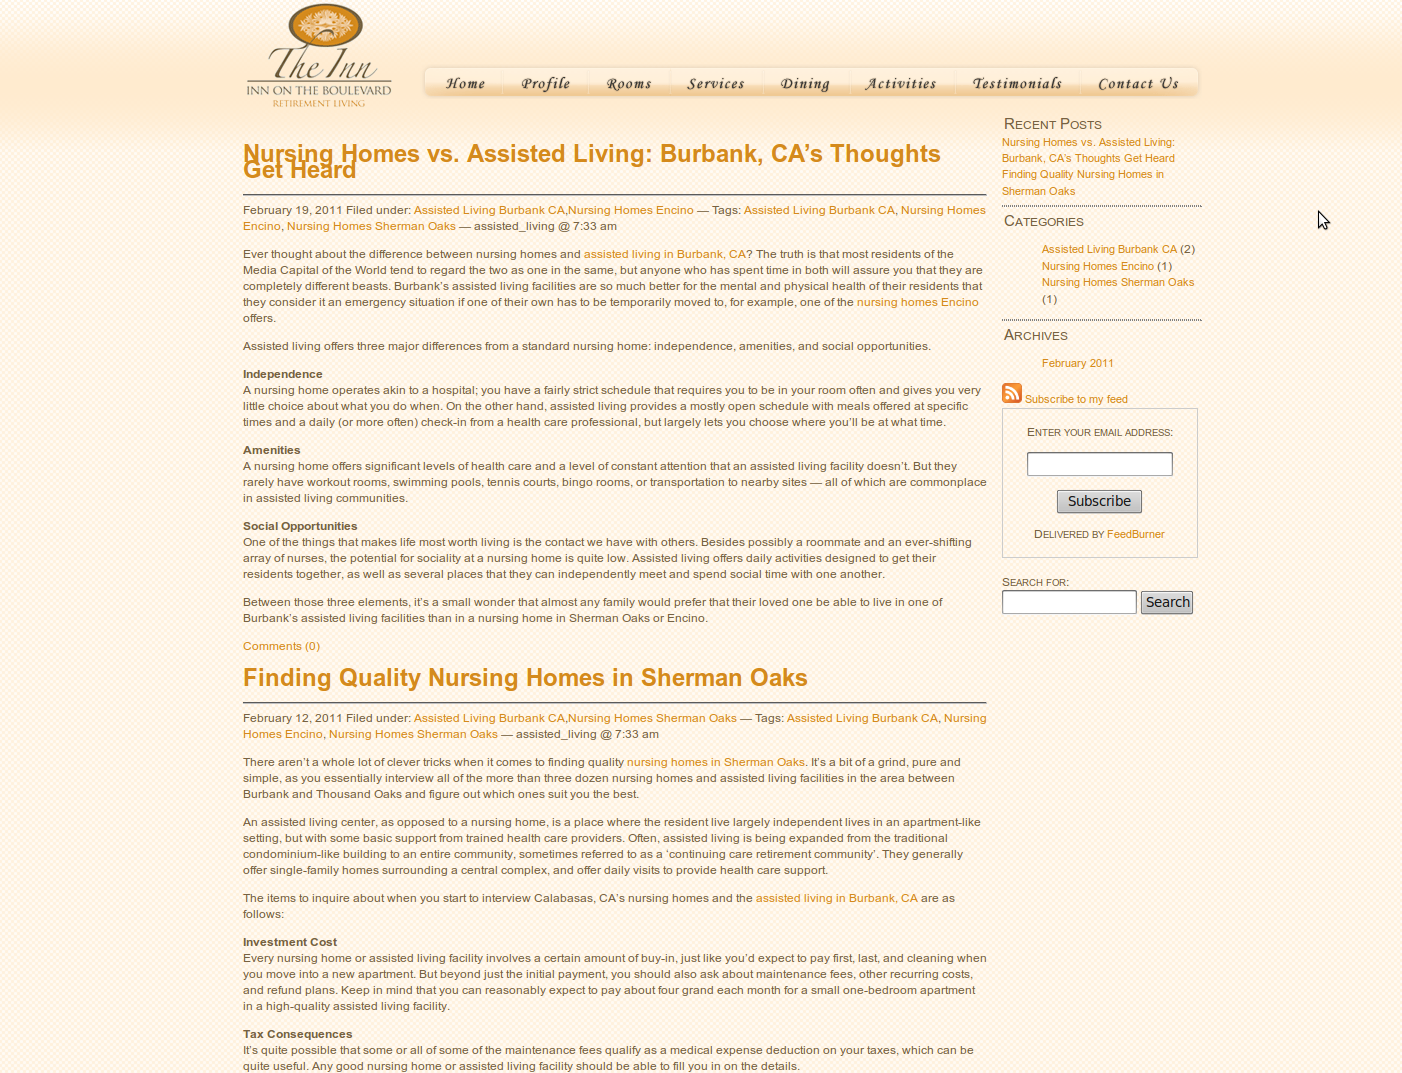 The Inn
INN ON THE BOULEVARD
RETIREMENT LIVING
Home Profile Rooms Services Dining Activities Testimonials Contact Us
Nursing Homes vs. Assisted Living: Burbank, CA’s Thoughts
Get Heard
February 19, 2011 Filed under: Assisted Living Burbank CA,Nursing Homes Encino — Tags: Assisted Living Burbank CA, Nursing Homes
Encino, Nursing Homes Sherman Oaks — assisted_living @ 7:33 am
Ever thought about the difference between nursing homes and assisted living in Burbank, CA? The truth is that most residents of the
Media Capital of the World tend to regard the two as one in the same, but anyone who has spent time in both will assure you that they are
completely different beasts. Burbank’s assisted living facilities are so much better for the mental and physical health of their residents that
they consider it an emergency situation if one of their own has to be temporarily moved to, for example, one of the nursing homes Encino
offers.
Assisted living offers three major differences from a standard nursing home: independence, amenities, and social opportunities.
Independence
A nursing home operates akin to a hospital; you have a fairly strict schedule that requires you to be in your room often and gives you very
little choice about what you do when. On the other hand, assisted living provides a mostly open schedule with meals offered at specific
times and a daily (or more often) check-in from a health care professional, but largely lets you choose where you’ll be at what time.
Amenities
A nursing home offers significant levels of health care and a level of constant attention that an assisted living facility doesn’t. But they
rarely have workout rooms, swimming pools, tennis courts, bingo rooms, or transportation to nearby sites — all of which are commonplace
in assisted living communities.
Social Opportunities
One of the things that makes life most worth living is the contact we have with others. Besides possibly a roommate and an ever-shifting
array of nurses, the potential for sociality at a nursing home is quite low. Assisted living offers daily activities designed to get their
residents together, as well as several places that they can independently meet and spend social time with one another.
Between those three elements, it’s a small wonder that almost any family would prefer that their loved one be able to live in one of
Burbank’s assisted living facilities than in a nursing home in Sherman Oaks or Encino.
Comments (0)
Finding Quality Nursing Homes in Sherman Oaks
February 12, 2011 Filed under: Assisted Living Burbank CA,Nursing Homes Sherman Oaks — Tags: Assisted Living Burbank CA, Nursing
Homes Encino, Nursing Homes Sherman Oaks — assisted_living @ 7:33 am
There aren’t a whole lot of clever tricks when it comes to finding quality nursing homes in Sherman Oaks. It’s a bit of a grind, pure and
simple, as you essentially interview all of the more than three dozen nursing homes and assisted living facilities in the area between
Burbank and Thousand Oaks and figure out which ones suit you the best.
An assisted living center, as opposed to a nursing home, is a place where the resident live largely independent lives in an apartment-like
setting, but with some basic support from trained health care providers. Often, assisted living is being expanded from the traditional
condominium-like building to an entire community, sometimes referred to as a ‘continuing care retirement community’. They generally
offer single-family homes surrounding a central complex, and offer daily visits to provide health care support.
The items to inquire about when you start to interview Calabasas, CA’s nursing homes and the assisted living in Burbank, CA are as
follows:
Investment Cost
Every nursing home or assisted living facility involves a certain amount of buy-in, just like you’d expect to pay first, last, and cleaning when
you move into a new apartment. But beyond just the initial payment, you should also ask about maintenance fees, other recurring costs,
and refund plans. Keep in mind that you can reasonably expect to pay about four grand each month for a small one-bedroom apartment
in a high-quality assisted living facility.
Tax Consequences
It’s quite possible that some or all of some of the maintenance fees qualify as a medical expense deduction on your taxes, which can be
quite useful. Any good nursing home or assisted living facility should be able to fill you in on the details.
Recent Posts
Nursing Homes vs. Assisted Living:
Burbank, CA’s Thoughts Get Heard
Finding Quality Nursing Homes in
Sherman Oaks
Categories
Assisted Living Burbank CA (2)
Nursing Homes Encino (1)
Nursing Homes Sherman Oaks
(1)
Archives
February 2011
Subscribe to my feed
Enter your email address:
Subscribe
Delivered by FeedBurner
Search for:
Search